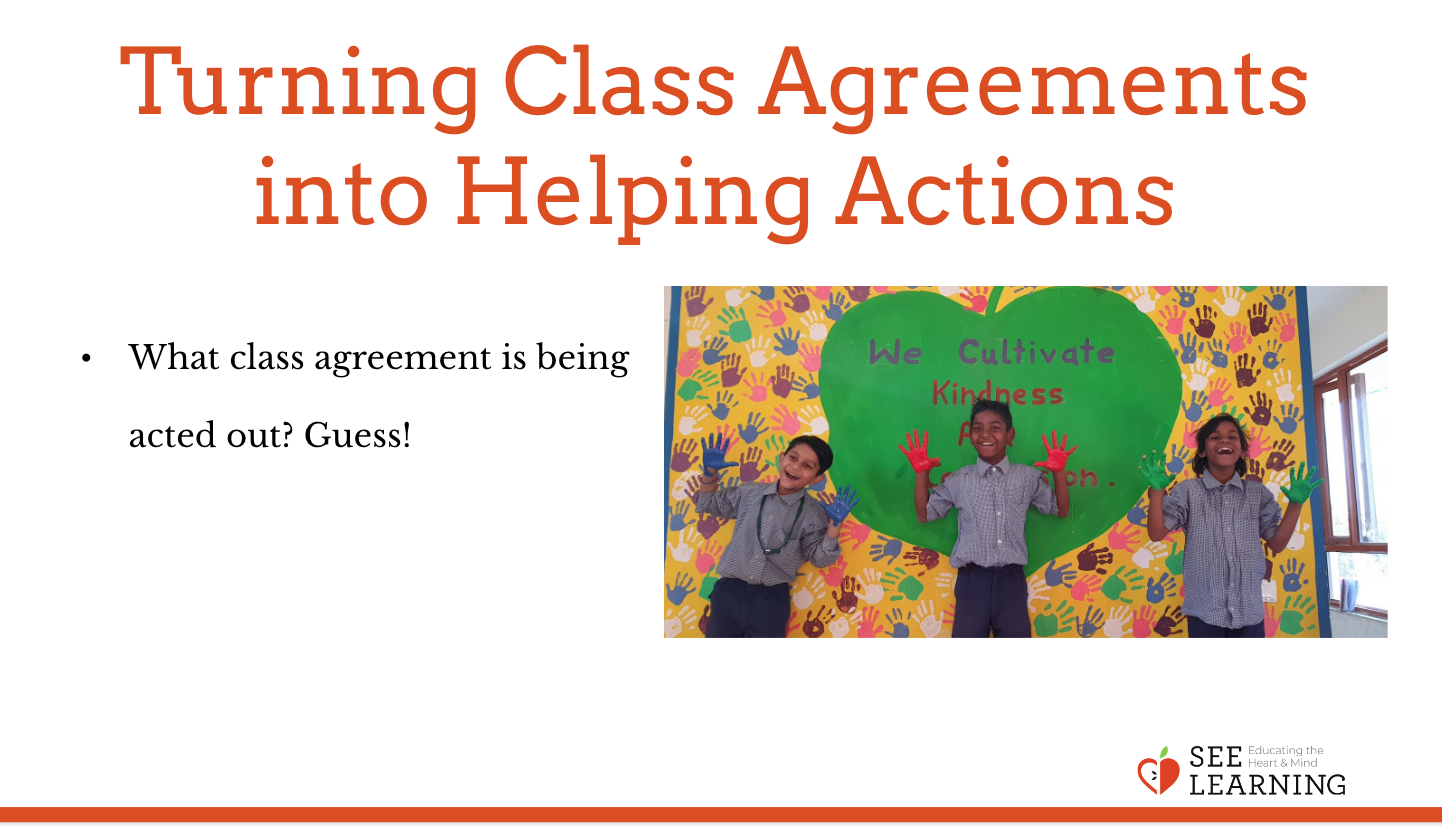 Turning Class Agreements
into Helping Actions
• What class agreement is being
acted out? Guess!
We Cultivate
Kindness
SEE Educating the
Heart & Mind
LEARNING